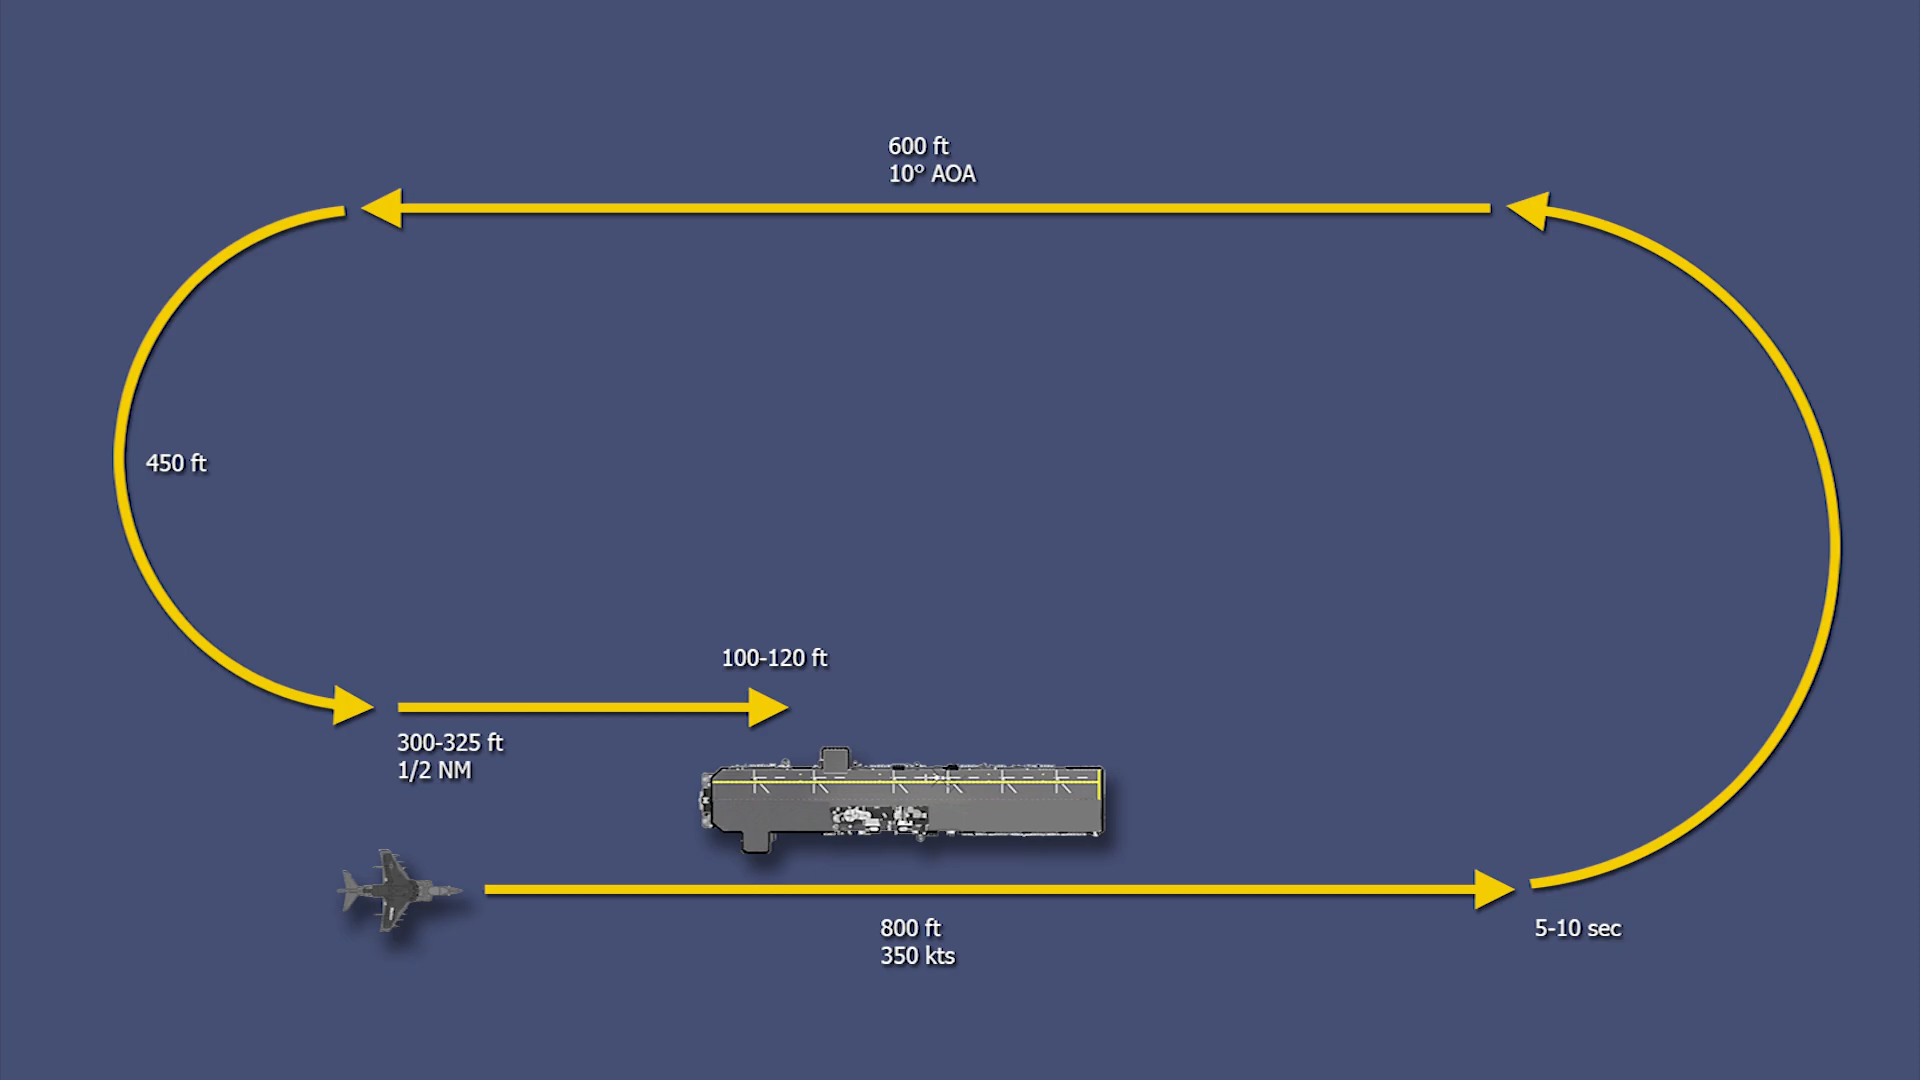 600 ft
10° AOA
450 ft
100-120 ft
300-325 ft
1/2 NM
800 ft
350 kts
5-10 sec